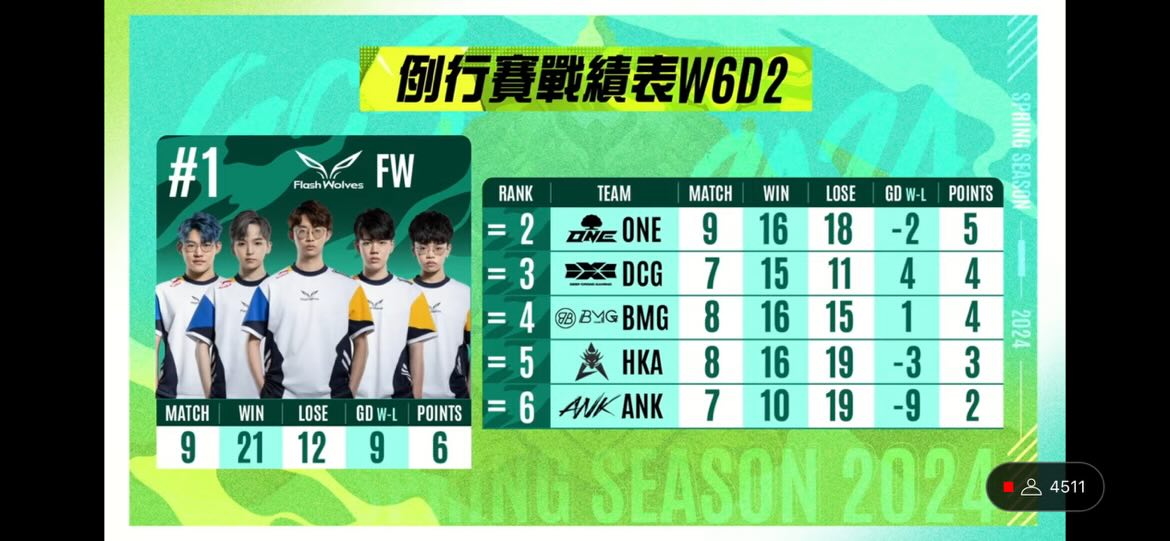 例行賽戰績表W6D2
#1 Flash Wolves FW
MATCH WIN LOSE GD W-L POINTS
9 21 12 9 6
RANK TEAM MATCH WIN LOSE GD W-L POINTS
= 2 ONE ONE 9 16 18 -2 5
= 3 DCG 7 15 11 4 4
= 4 BMG BMG 8 16 15 1 4
= 5 HKA 8 16 19 -3 3
= 6 ANK ANK 7 10 19 -9 2
SPRING SEASON 2024
SPRING SEASON 2024
4511